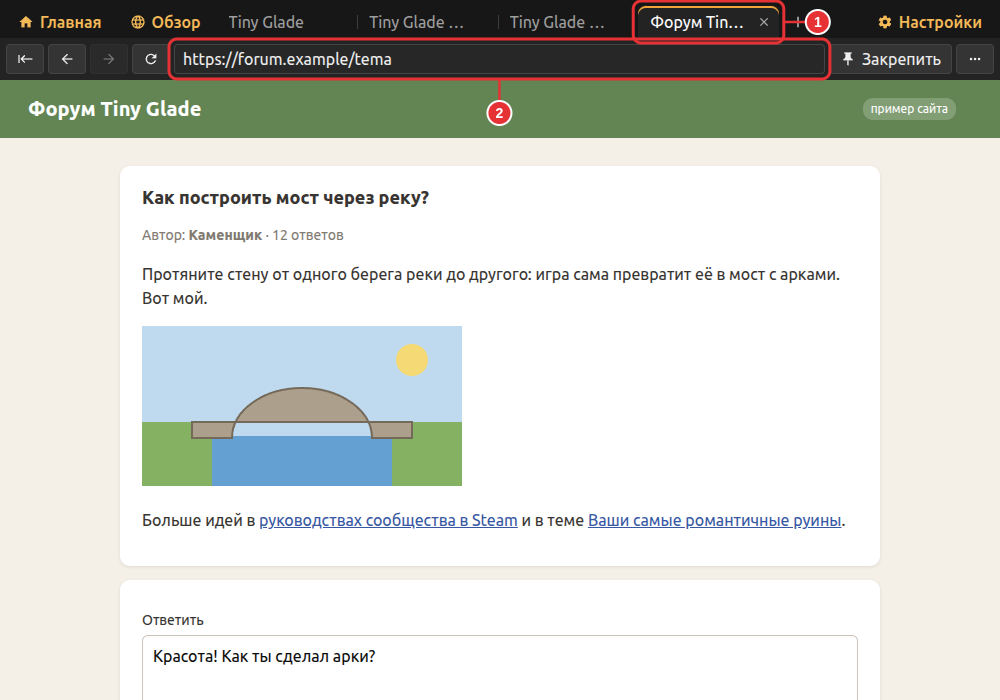 Главная Обзор Tiny Glade Tiny Glade ... Tiny Glade ... Форум Tin... × + 1 Настройки
https://forum.example/tema Закрепить ...
2
Форум Tiny Glade пример сайта
Как построить мост через реку?
Автор: Каменщик · 12 ответов
Протяните стену от одного берега реки до другого: игра сама превратит её в мост с арками.
Вот мой.
Больше идей в руководствах сообщества в Steam и в теме Ваши самые романтичные руины.
Ответить
Красота! Как ты сделал арки?